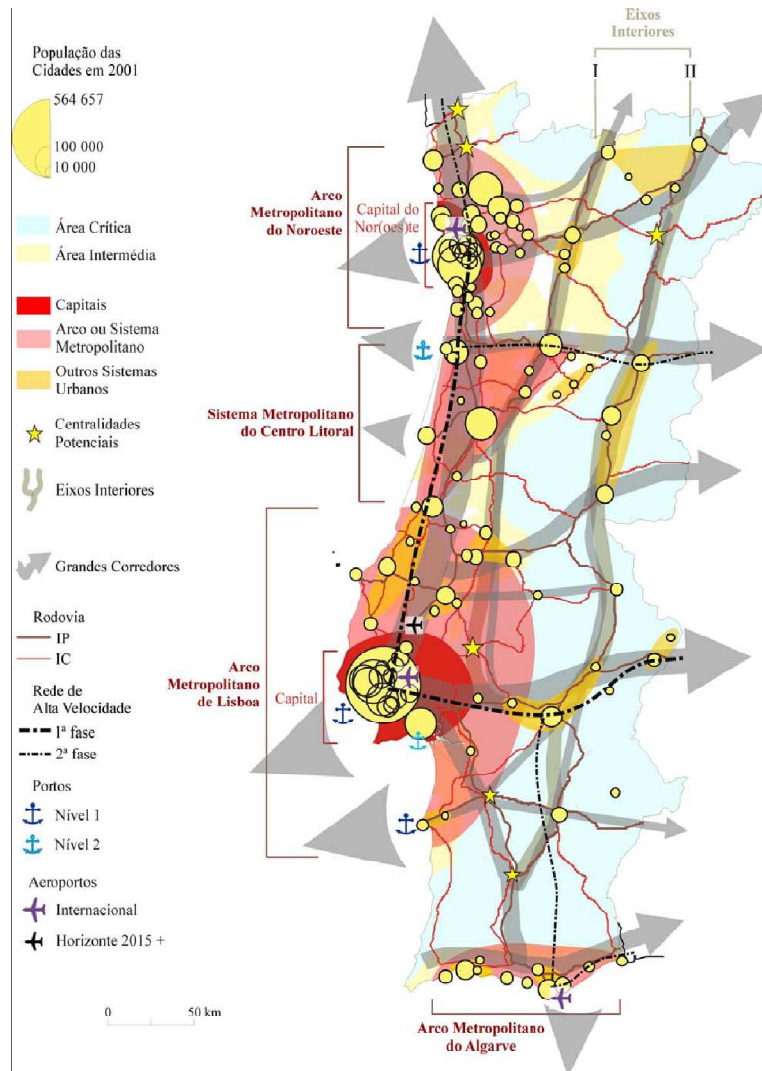 População das
Cidades em 2001
564 657
100 000
10 000
Área Crítica
Área Intermédia
Capitais
Arco ou Sistema
Metropolitano
Outros Sistemas
Urbanos
Centralidades
Potenciais
Eixos Interiores
Grandes Corredores
Rodovia
IP
IC
Rede de
Alta Velocidade
1ª fase
2ª fase
Portos
Nível 1
Nível 2
Aeroportos
Internacional
Horizonte 2015 +
0
50 km
Eixos
Interiores
I
II
Arco
Metropolitano
do Noroeste
Capital do
Nor(oes)te
Sistema Metropolitano
do Centro Litoral
Arco
Metropolitano
de Lisboa
Capital
Arco Metropolitano
do Algarve